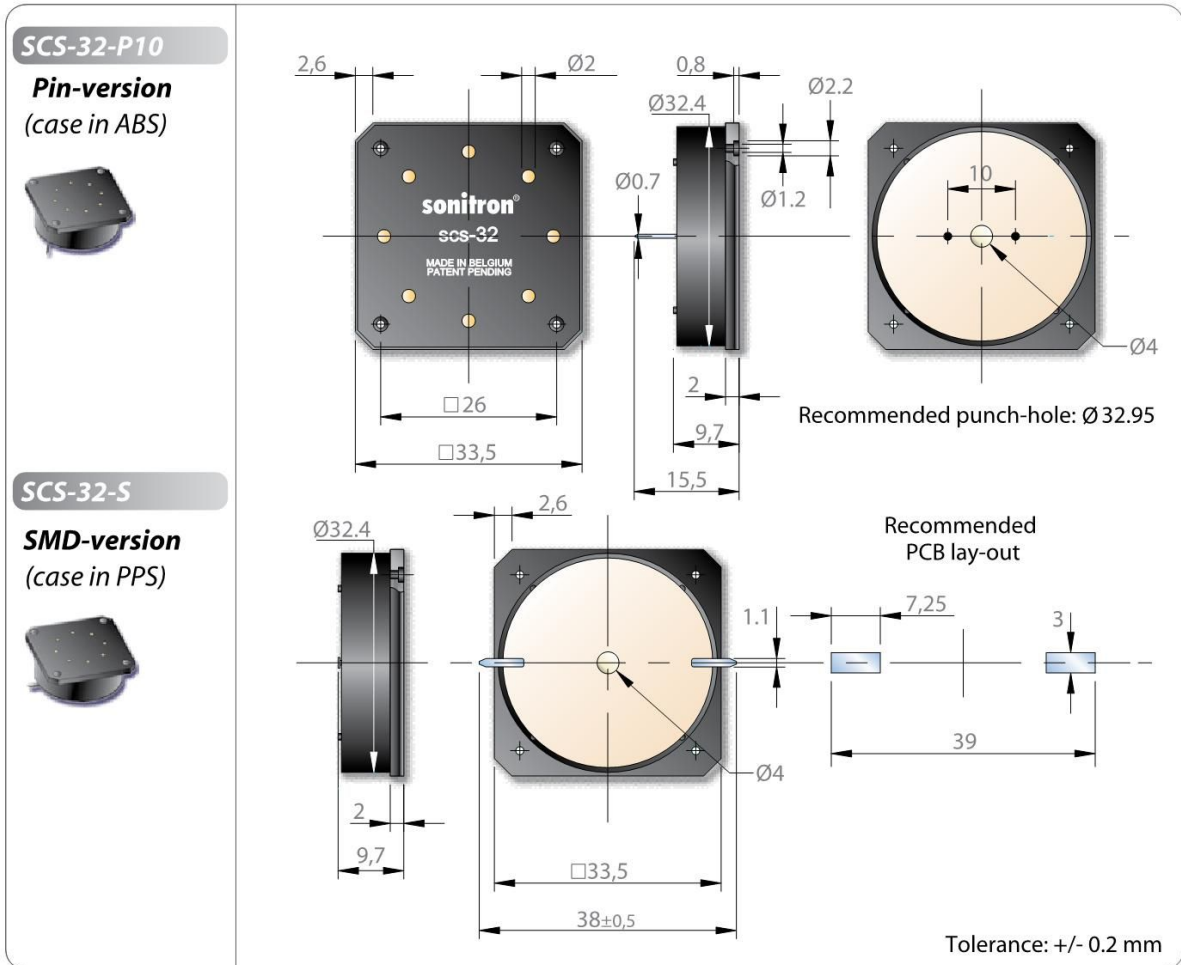 SCS-32-P10
Pin-version
(case in ABS)
2,6
Ø2
0,8
Ø2.2
Ø32.4
Ø0.7
Ø1.2
10
sonitron®
scs-32
MADE IN BELGIUM
PATENT PENDING
Ø4
2
□26
9,7
□33,5
15,5
Recommended punch-hole: Ø 32.95
SCS-32-S
SMD-version
(case in PPS)
Ø32.4
2,6
Recommended
PCB lay-out
1.1
7,25
3
39
Ø4
2
9,7
□33,5
38±0,5
Tolerance: +/- 0.2 mm